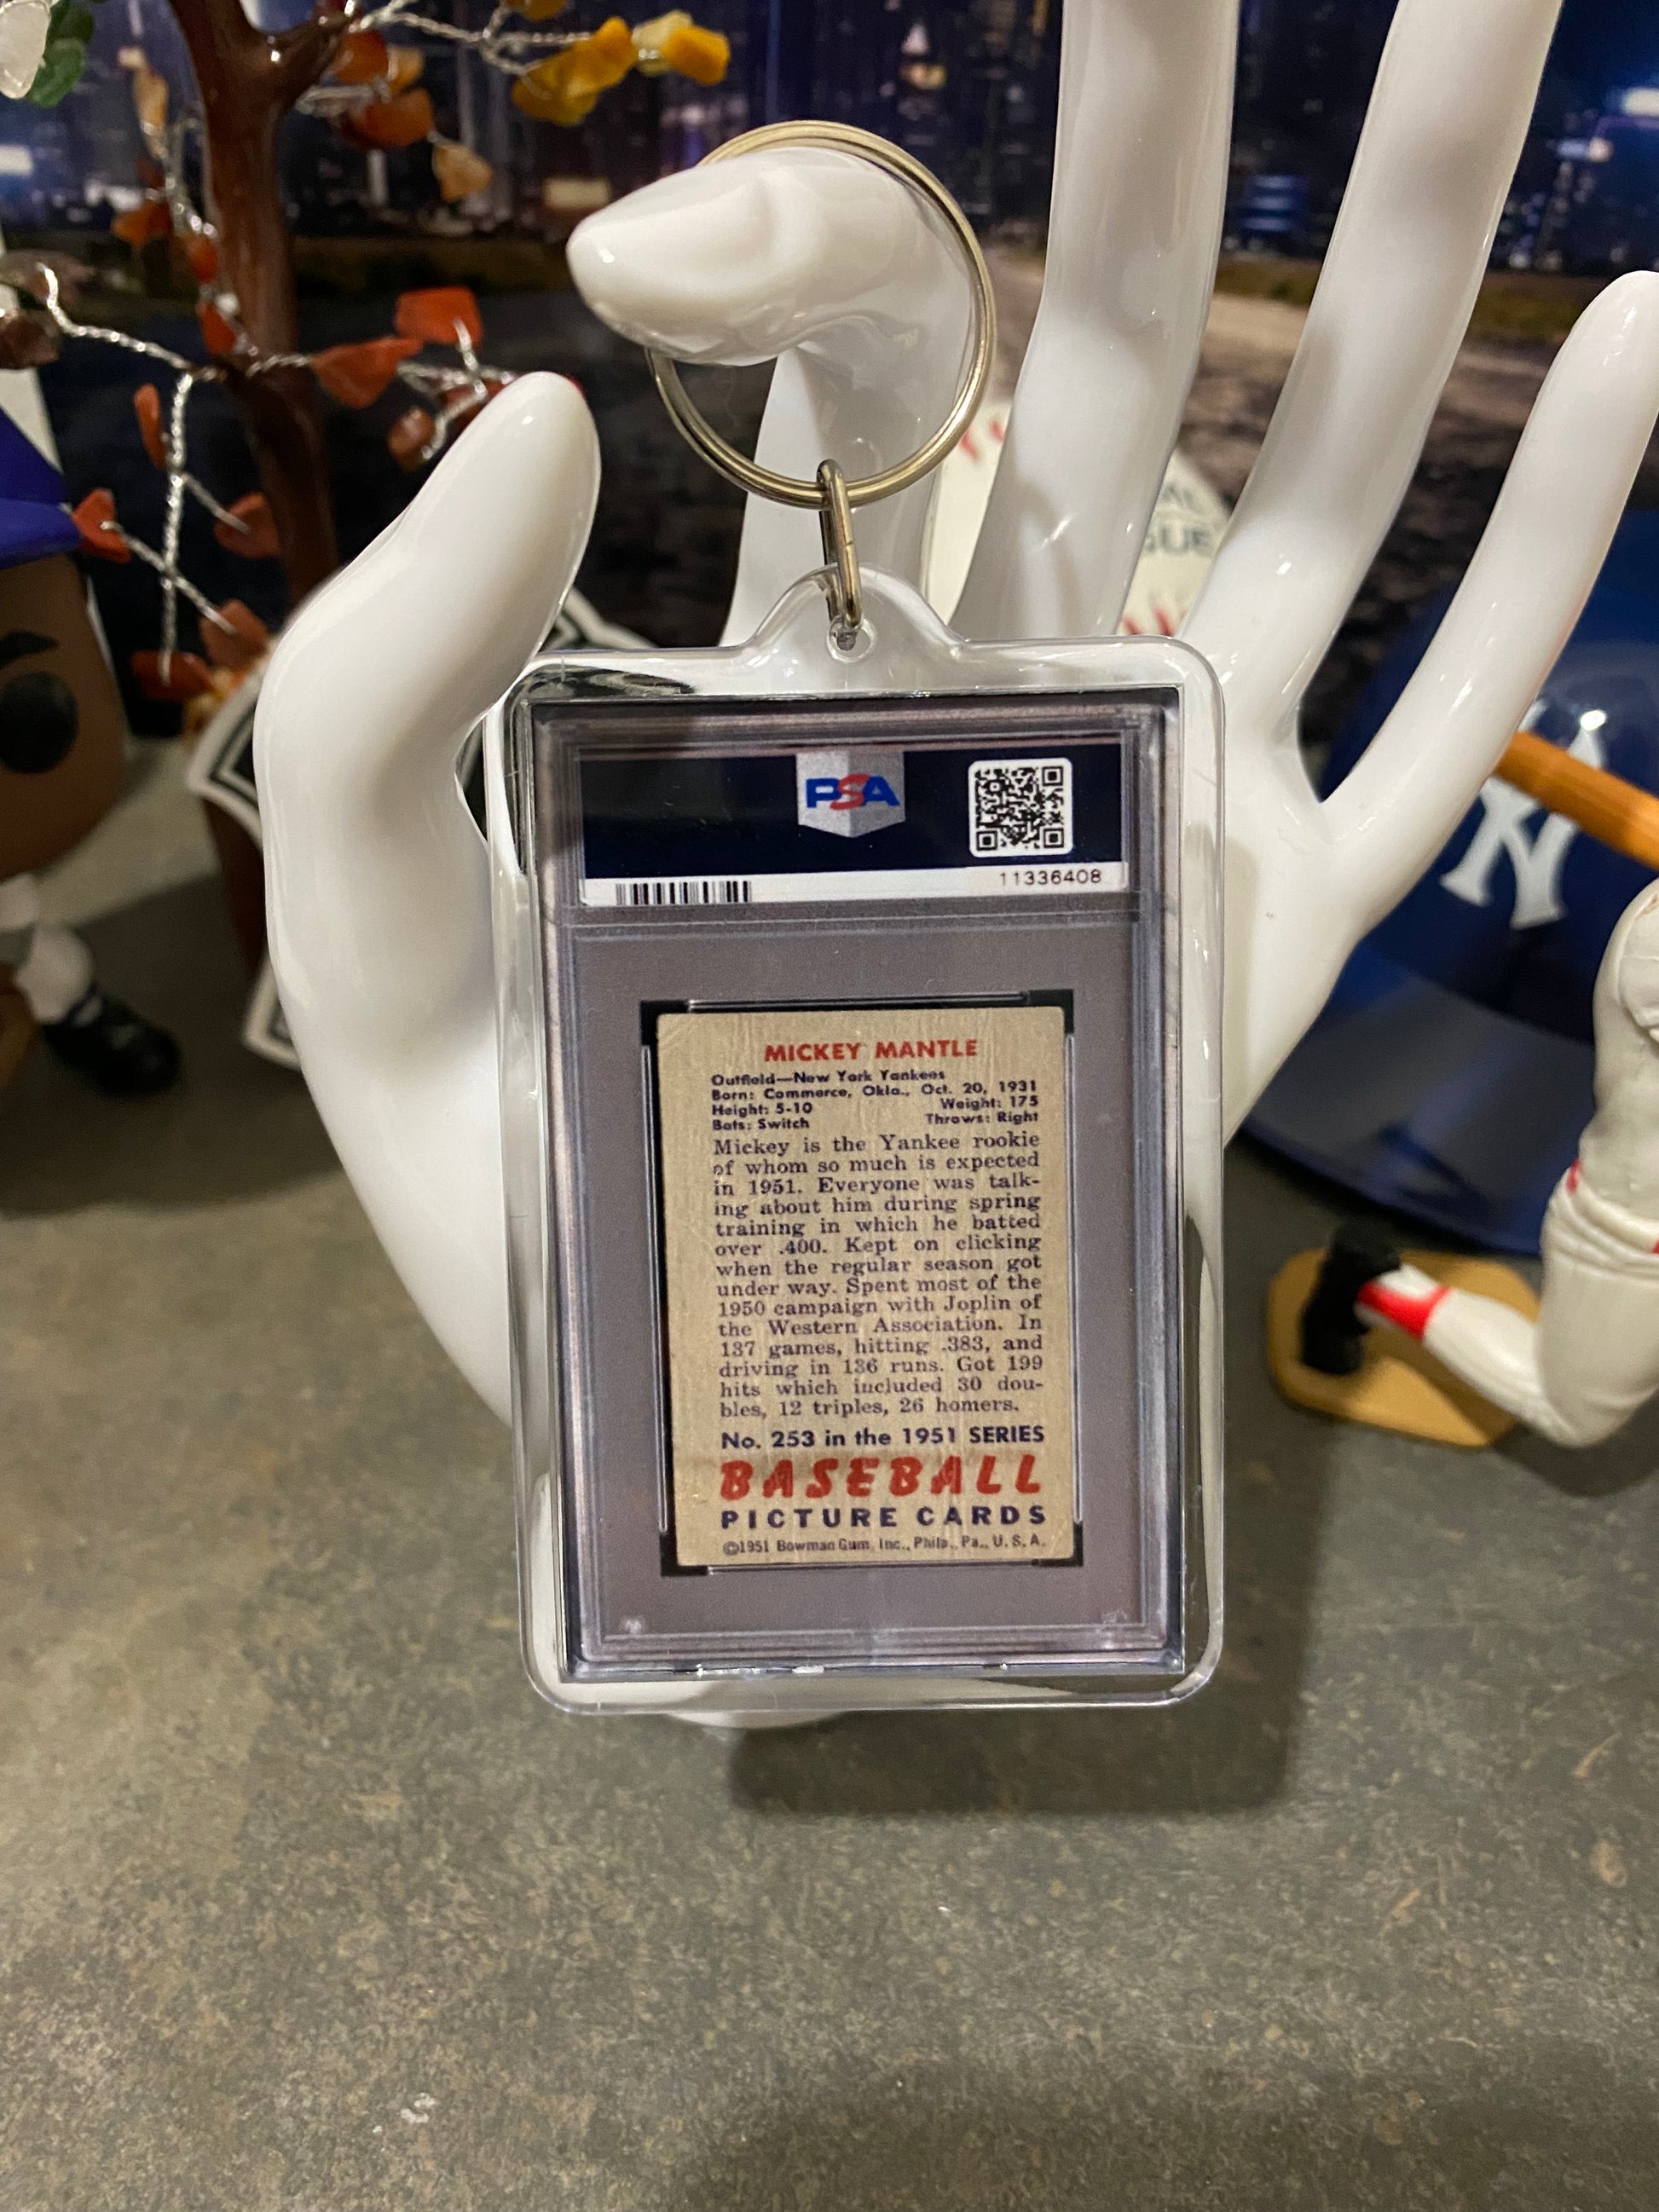 PSA
11336408
MICKEY MANTLE
Outfield—New York Yankees
Born: Commerce, Okla., Oct. 20, 1931
Height: 5-10 Weight: 175
Bats: Switch Throws: Right
Mickey is the Yankee rookie
of whom so much is expected
in 1951. Everyone was talk-
ing about him during spring
training in which he batted
over .400. Kept on clicking
when the regular season got
under way. Spent most of the
1950 campaign with Joplin of
the Western Association. In
137 games, hitting .383, and
driving in 136 runs. Got 199
hits which included 30 dou-
bles, 12 triples, 26 homers.
No. 253 in the 1951 SERIES
BASEBALL
PICTURE CARDS
©1951 Bowman Gum, Inc., Phila., Pa., U. S. A.
NY